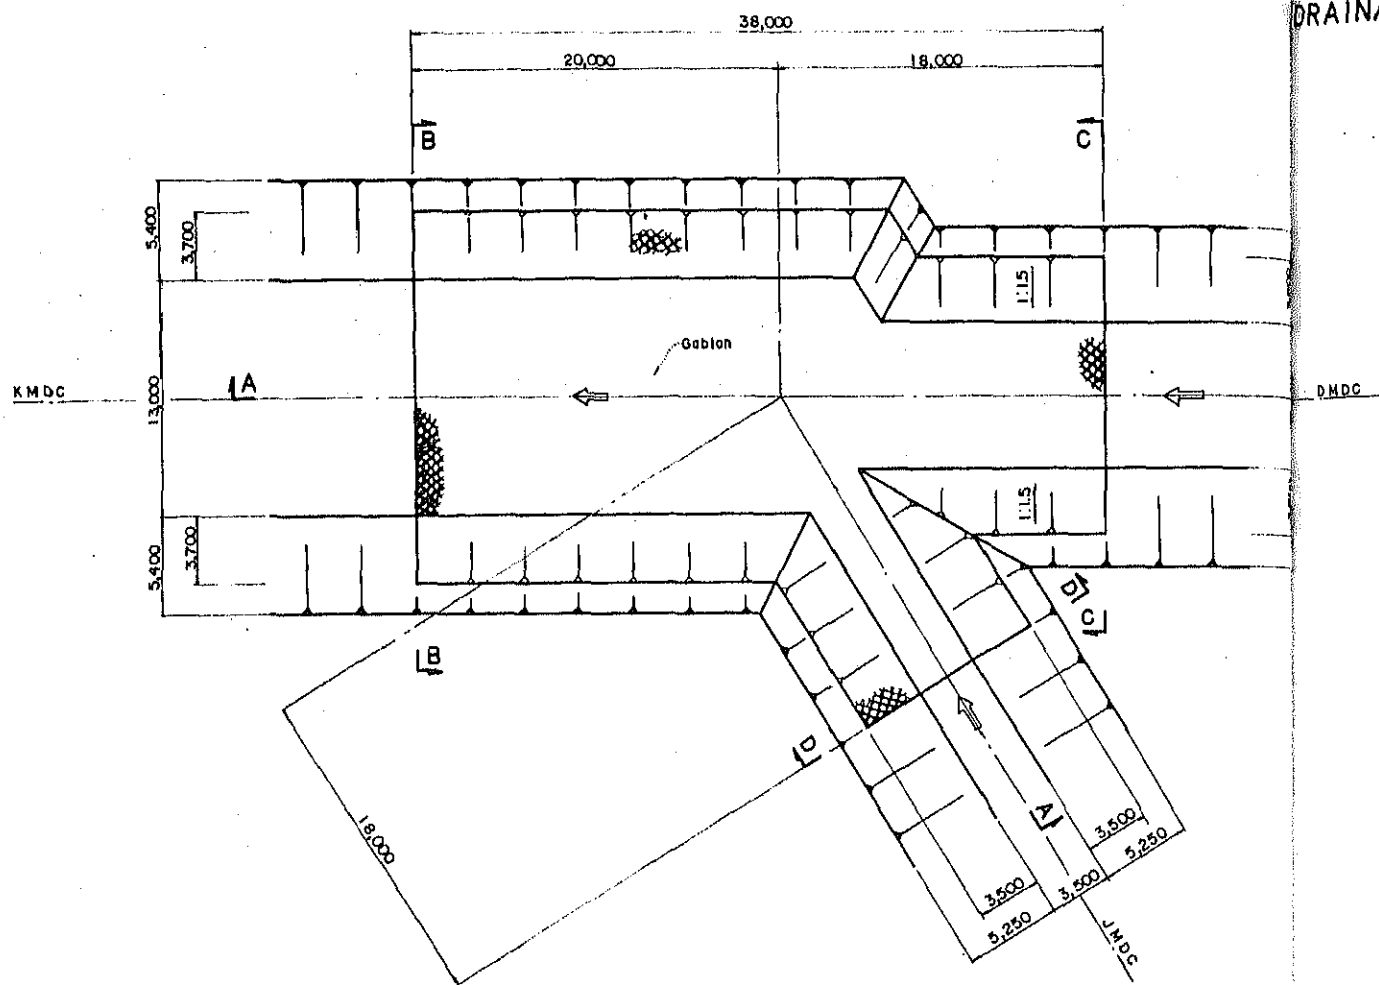 DRAINA
38,000
20,000
18,000
B
C
5,400
3,700
1:1.5
Gabion
KMDC
A
13,000
DMDC
1:1.5
3,700
5,400
D
C
B
D
18,000
A
3,500
5,250
3,500
3,500
5,250
JMDC